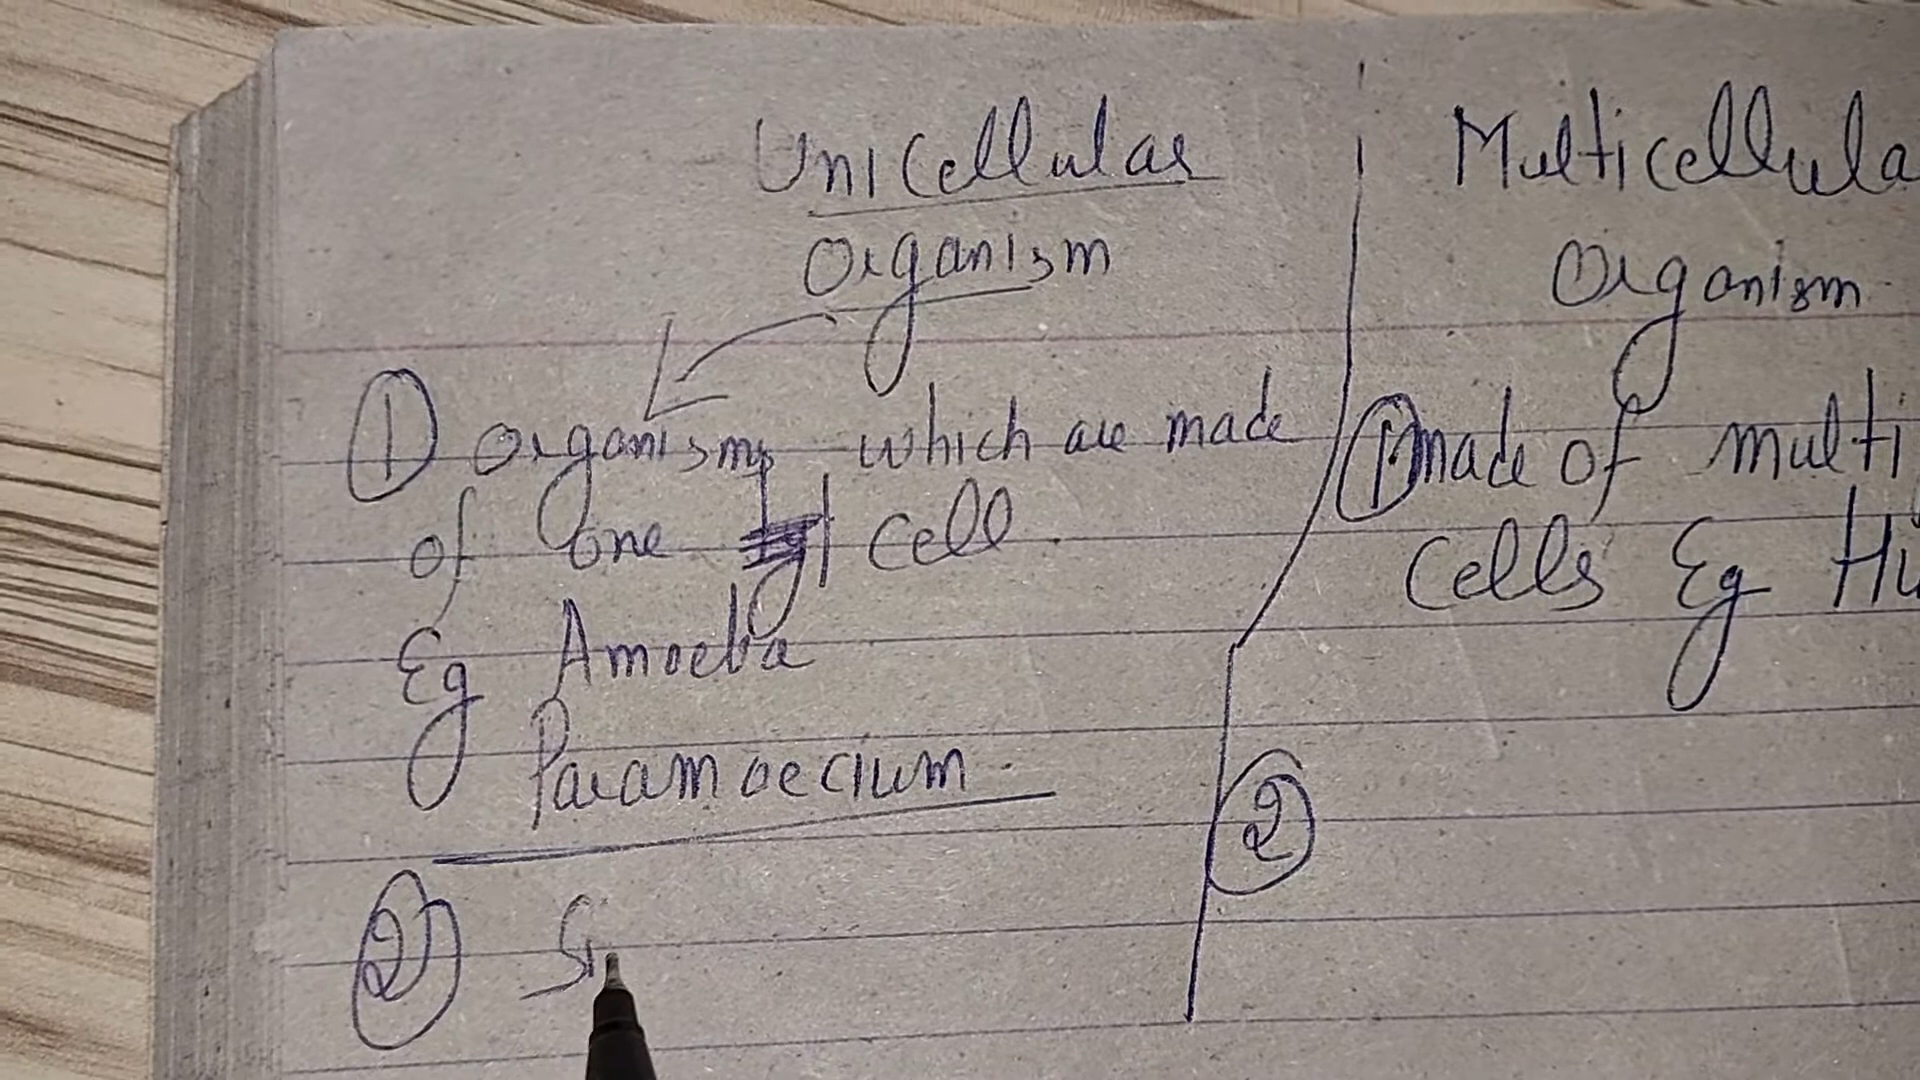 Unicellular
Organism
① Organisms which are made
of one cell.
Eg Amoeba
Paramoecium.
② Si
Multicellula
Organism
① made of multi
cells Eg Hu
②